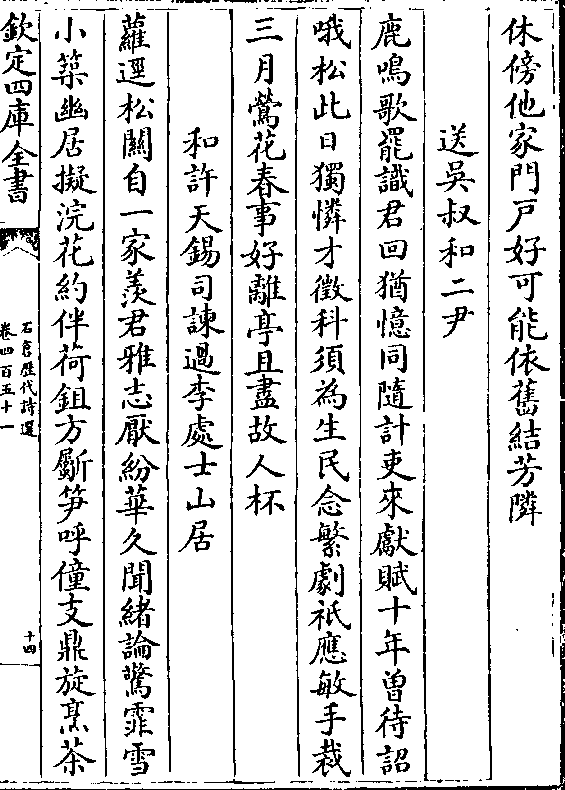 休傍他家門戸好可能依舊結芳隣
送吳叔和二尹
鹿鳴歌罷識君回猶憶同隨計吏來獻賦十年曽待詔
哦松此日獨憐才徵科須為生民念繁劇祇應敏手裁
三月鶯花春事好離亭且盡故人杯
和許天錫司諫過李處士山居
蘿逕松關自一家羨君雅志厭紛華久聞緒論驚霏雪
小築幽居擬浣花約伴荷鉏方斸笋呼僮支鼎旋烹茶
欽定四庫全書
石倉歴代詩選
卷四百五十一
十四